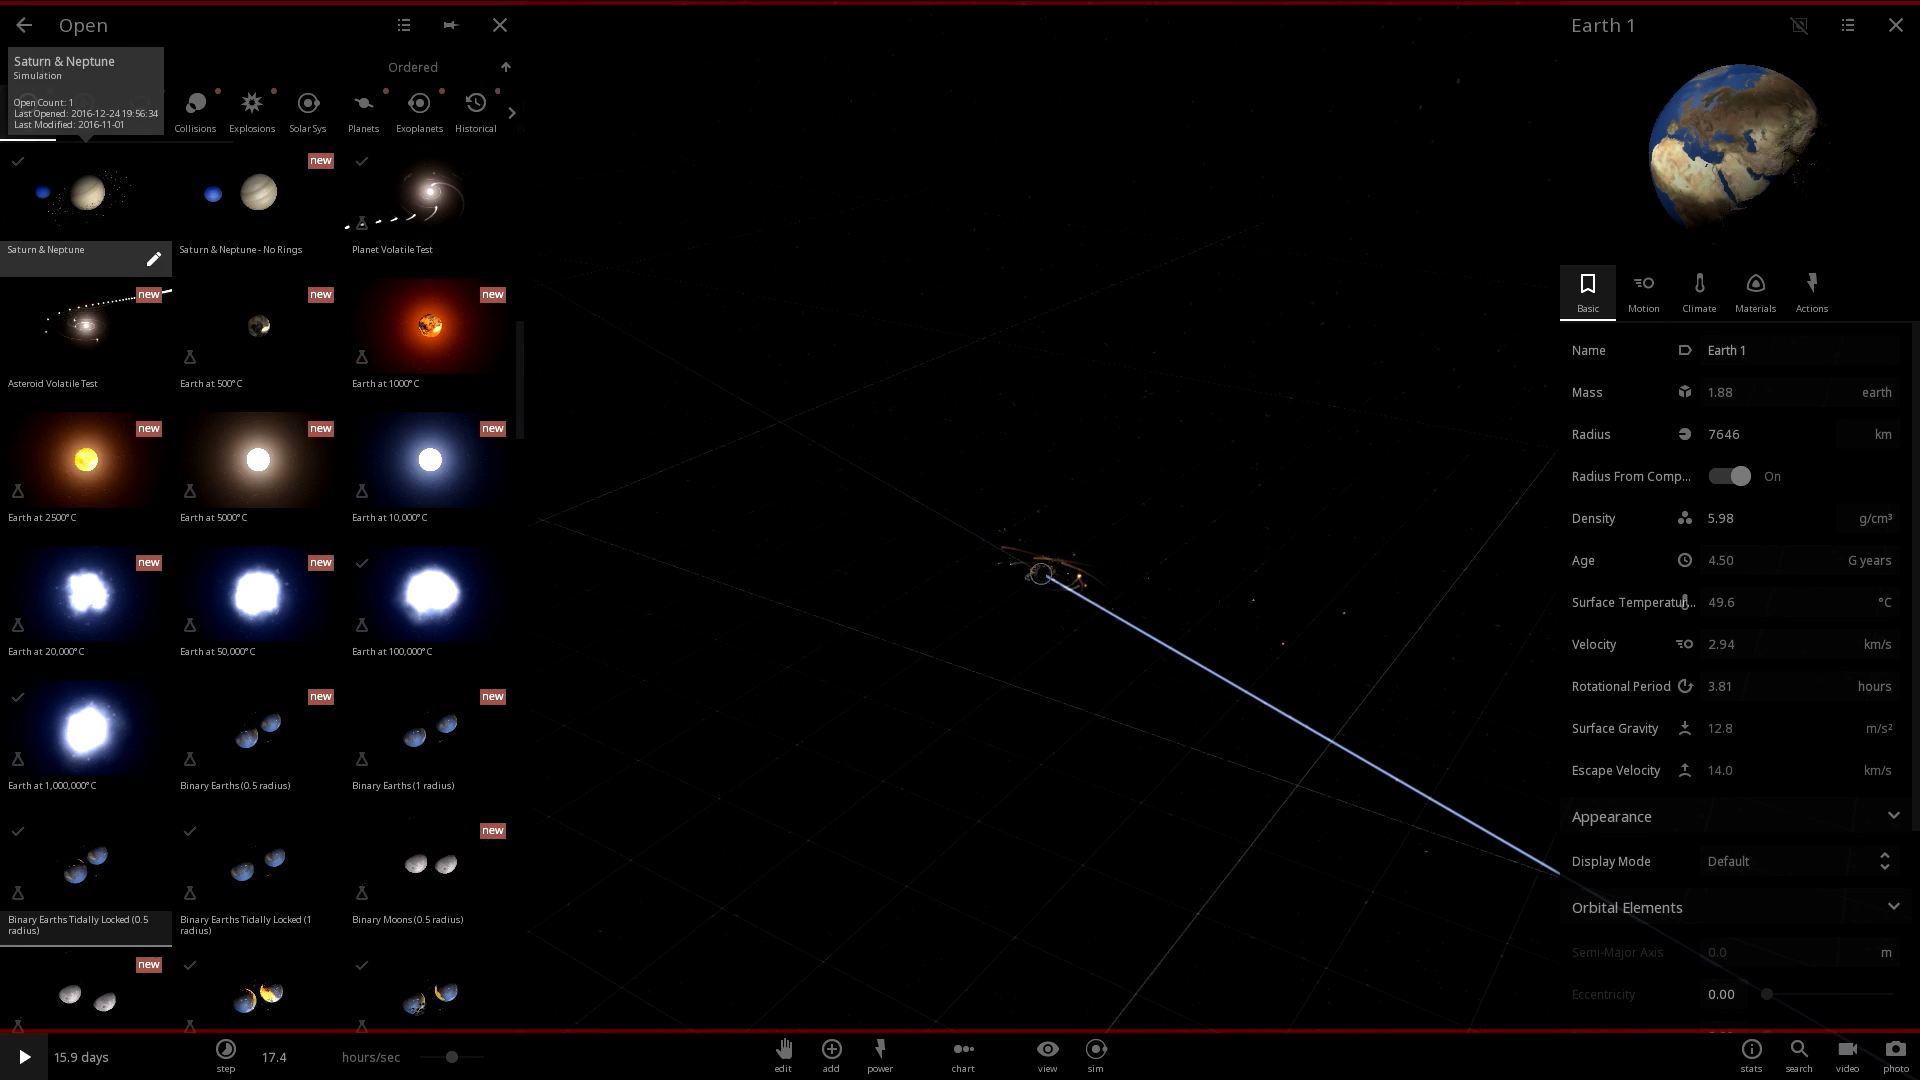 Open
Saturn & Neptune
Simulation
Open Count: 1
Last Opened: 2016-12-24 19:56:34
Last Modified: 2016-11-01
Ordered
Collisions
Explosions
Solar Sys
Planets
Exoplanets
Historical
new
Saturn & Neptune
Saturn & Neptune - No Rings
Planet Volatile Test
new
new
new
Asteroid Volatile Test
Earth at 500°C
Earth at 1000°C
new
new
new
Earth at 2500°C
Earth at 5000°C
Earth at 10,000°C
new
new
Earth at 20,000°C
Earth at 50,000°C
Earth at 100,000°C
new
new
Earth at 1,000,000°C
Binary Earths (0.5 radius)
Binary Earths (1 radius)
new
Binary Earths Tidally Locked (0.5
radius)
Binary Earths Tidally Locked (1
radius)
Binary Moons (0.5 radius)
new
Earth 1
Basic
Motion
Climate
Materials
Actions
Name Earth 1
Mass 1.88 earth
Radius 7646 km
Radius From Comp... On
Density 5.98 g/cm³
Age 4.50 G years
Surface Temperatur... 49.6 °C
Velocity 2.94 km/s
Rotational Period 3.81 hours
Surface Gravity 12.8 m/s²
Escape Velocity 14.0 km/s
Appearance
Display Mode Default
Orbital Elements
Semi-Major Axis 0.0 m
Eccentricity 0.00
15.9 days
step
17.4 hours/sec
edit
add
power
chart
view
sim
stats
search
video
photo